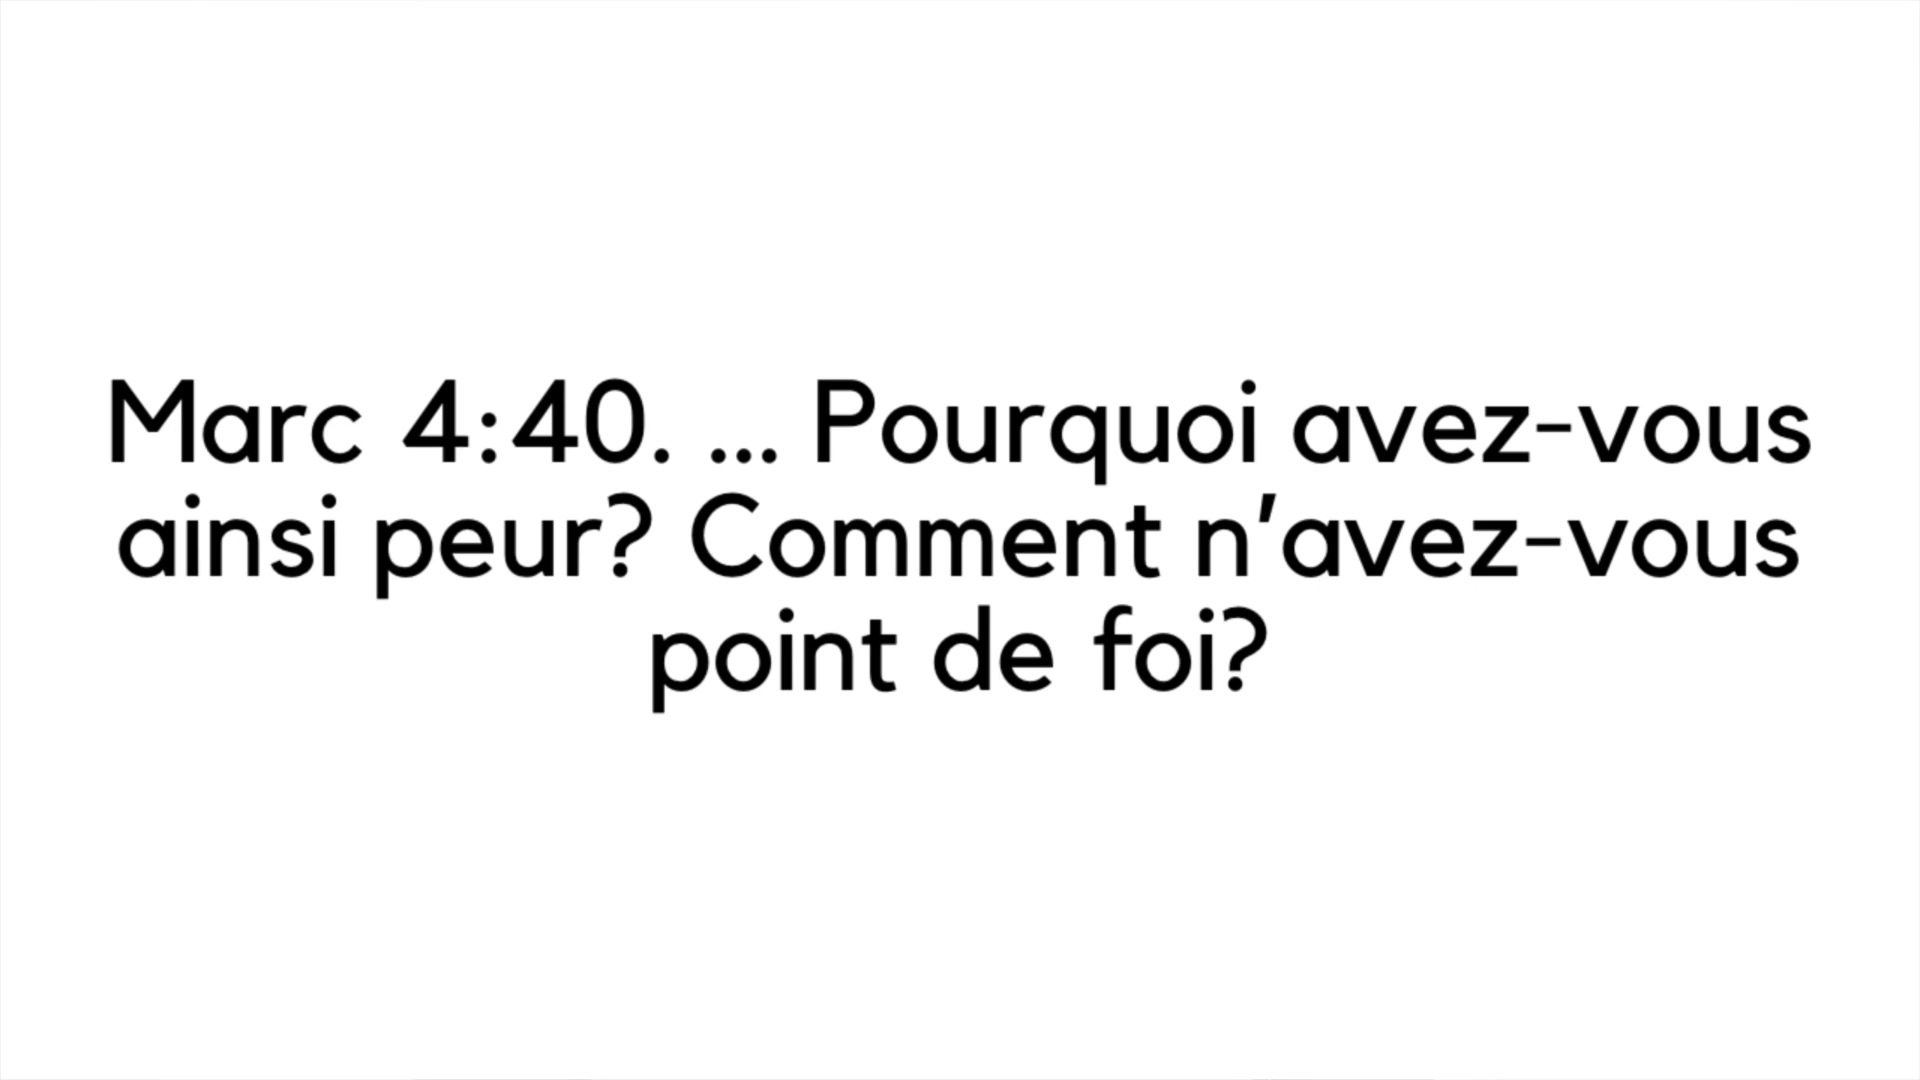 Marc 4:40. ... Pourquoi avez-vous
ainsi peur? Comment n’avez-vous
point de foi?